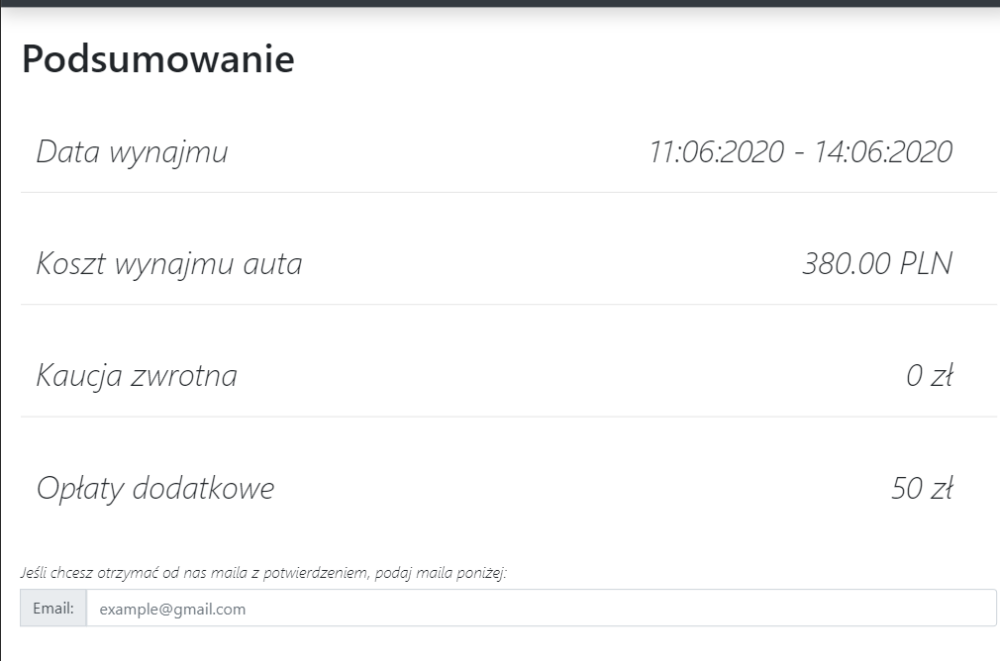 Podsumowanie
Data wynajmu 11:06:2020 - 14:06:2020
Koszt wynajmu auta 380.00 PLN
Kaucja zwrotna 0 zł
Opłaty dodatkowe 50 zł
Jeśli chcesz otrzymać od nas maila z potwierdzeniem, podaj maila poniżej:
Email: example@gmail.com